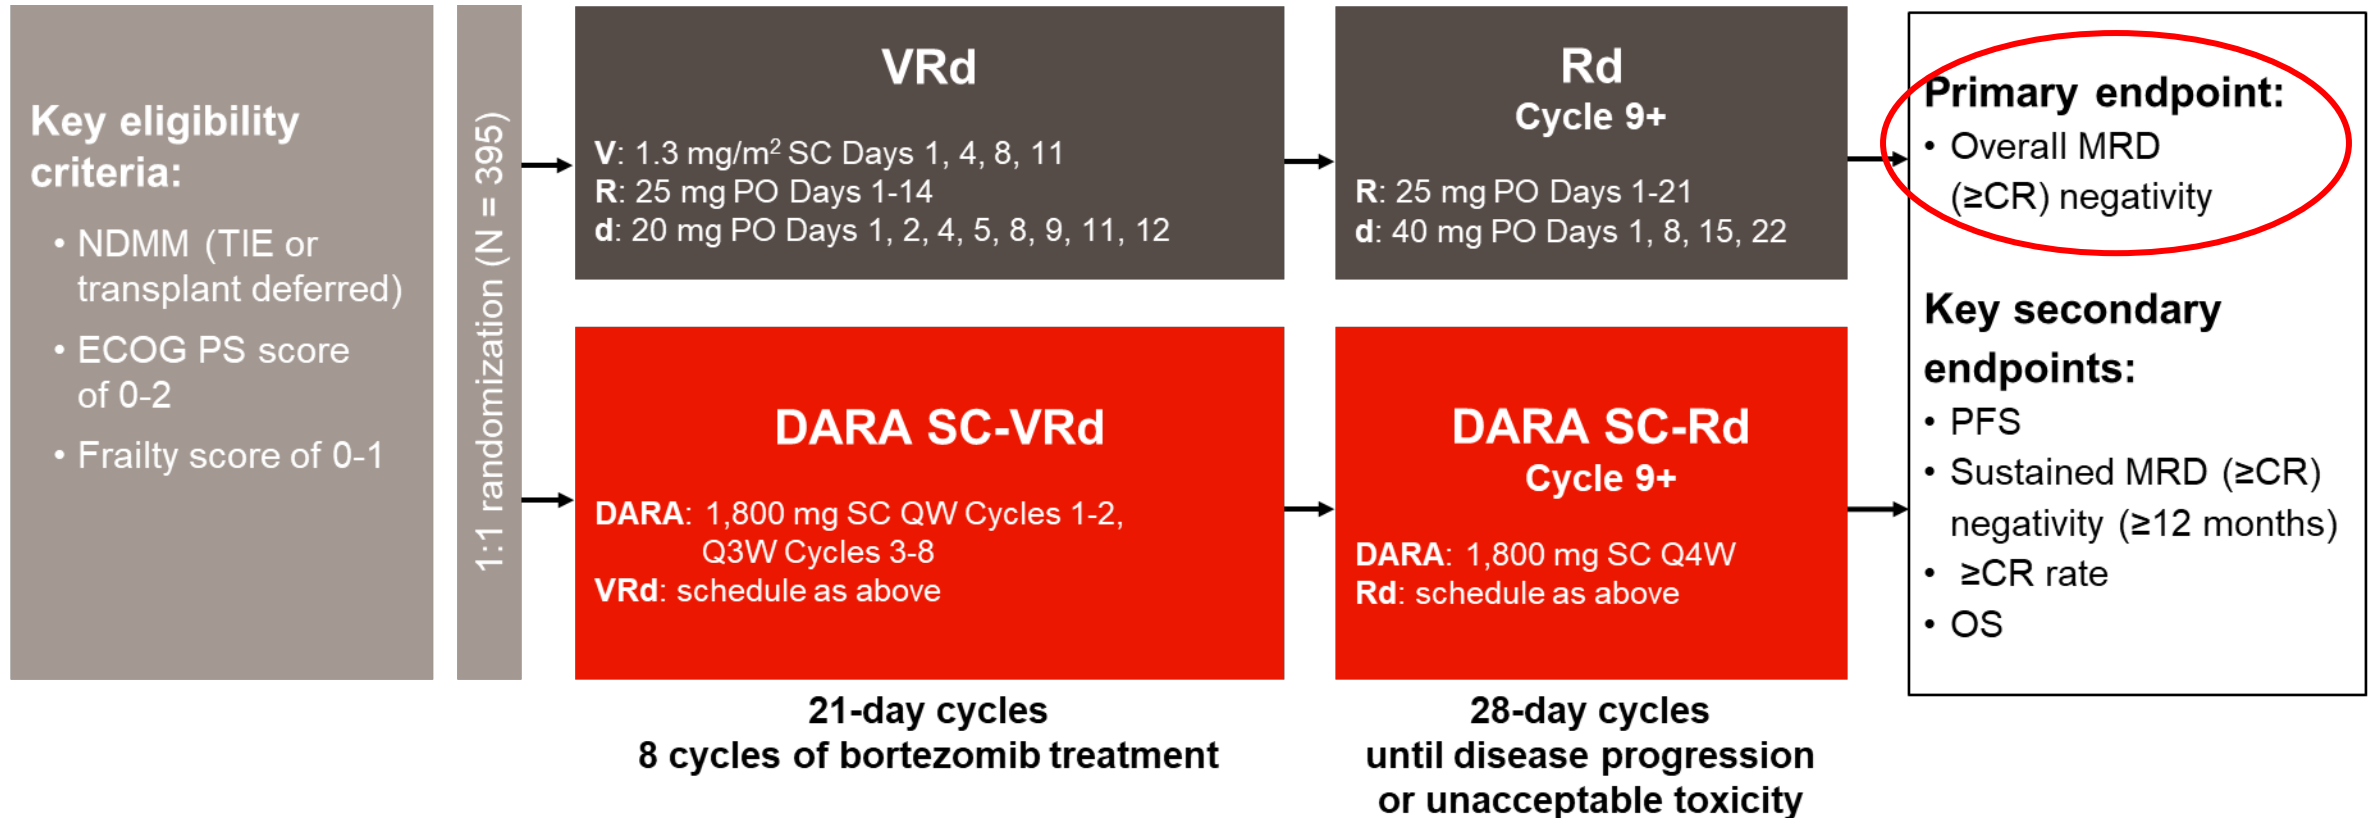 Key eligibility
criteria:
• NDMM (TIE or
transplant deferred)
• ECOG PS score
of 0-2
• Frailty score of 0-1
1:1 randomization (N = 395)
VRd
V: 1.3 mg/m² SC Days 1, 4, 8, 11
R: 25 mg PO Days 1-14
d: 20 mg PO Days 1, 2, 4, 5, 8, 9, 11, 12
Rd
Cycle 9+
R: 25 mg PO Days 1-21
d: 40 mg PO Days 1, 8, 15, 22
DARA SC-VRd
DARA: 1,800 mg SC QW Cycles 1-2,
Q3W Cycles 3-8
VRd: schedule as above
DARA SC-Rd
Cycle 9+
DARA: 1,800 mg SC Q4W
Rd: schedule as above
21-day cycles
8 cycles of bortezomib treatment
28-day cycles
until disease progression
or unacceptable toxicity
Primary endpoint:
• Overall MRD
(≥CR) negativity
Key secondary
endpoints:
• PFS
• Sustained MRD (≥CR)
negativity (≥12 months)
• ≥CR rate
• OS